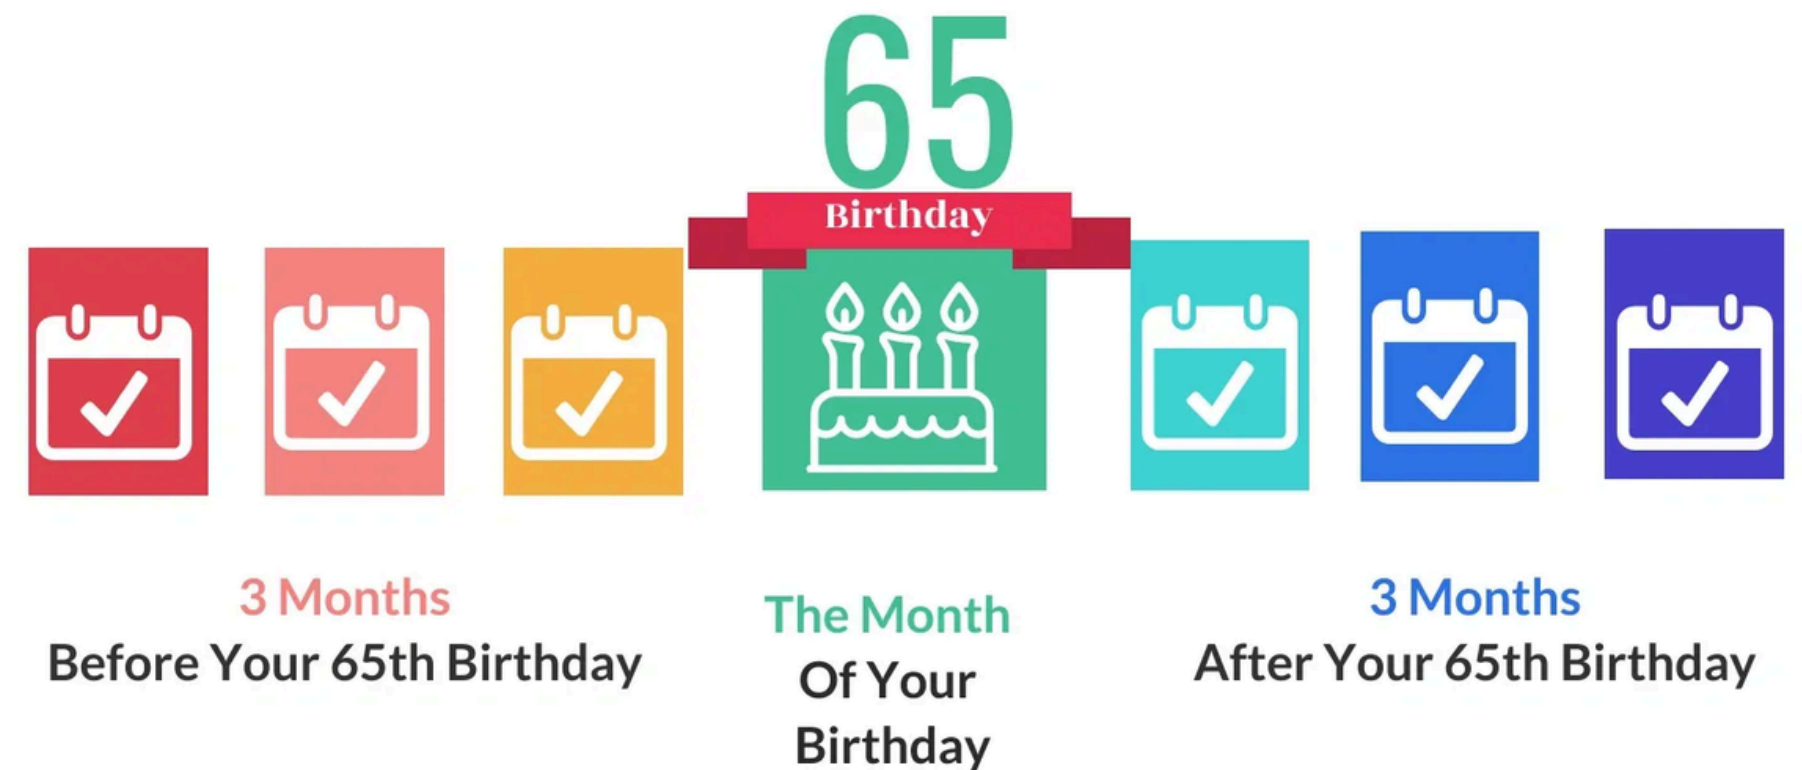 65
Birthday
3 Months
Before Your 65th Birthday
The Month
Of Your
Birthday
3 Months
After Your 65th Birthday